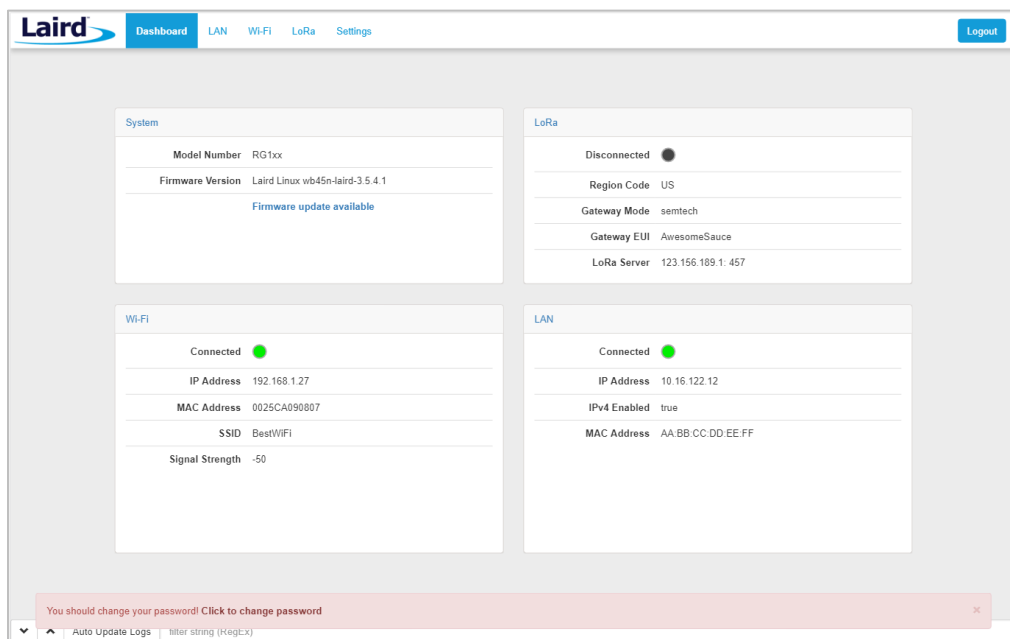 Laird
Dashboard LAN Wi-Fi LoRa Settings Logout
System
Model Number RG1xx
Firmware Version Laird Linux wb45n-laird-3.5.4.1
Firmware update available
LoRa
Disconnected
Region Code US
Gateway Mode semtech
Gateway EUI AwesomeSauce
LoRa Server 123.156.189.1: 457
Wi-Fi
Connected
IP Address 192.168.1.27
MAC Address 0025CA090807
SSID BestWiFi
Signal Strength -50
LAN
Connected
IP Address 10.16.122.12
IPv4 Enabled true
MAC Address AA:BB:CC:DD:EE:FF
You should change your password! Click to change password ×
Auto Update Logs filter string (RegEx)